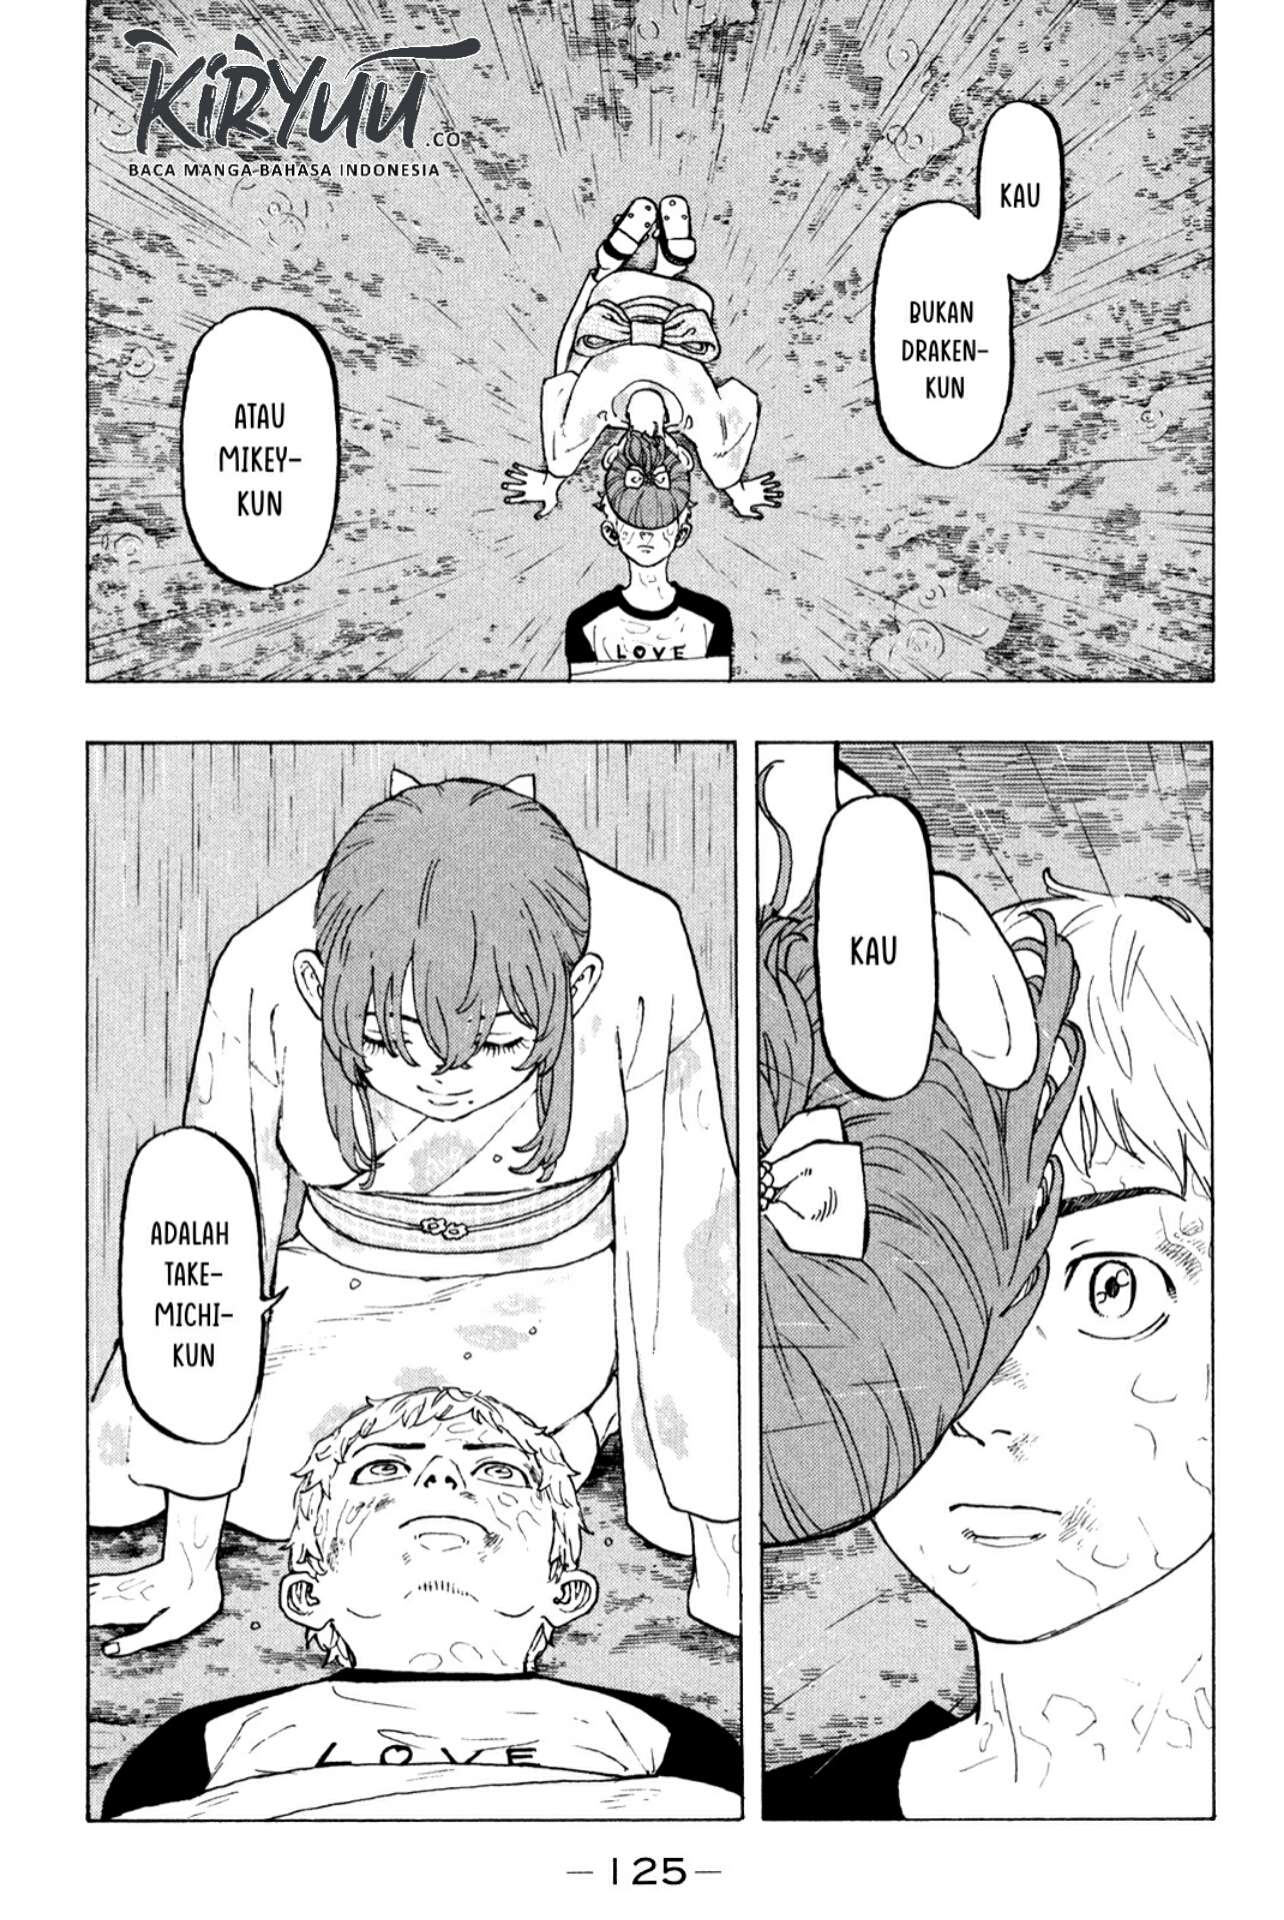 KIRYUU.CO
BACA MANGA BAHASA INDONESIA
KAU
BUKAN
DRAKEN-
KUN
ATAU
MIKEY-
KUN
LOVE
KAU
ADALAH
TAKE-
MICHI-
KUN
LOVE
—125—